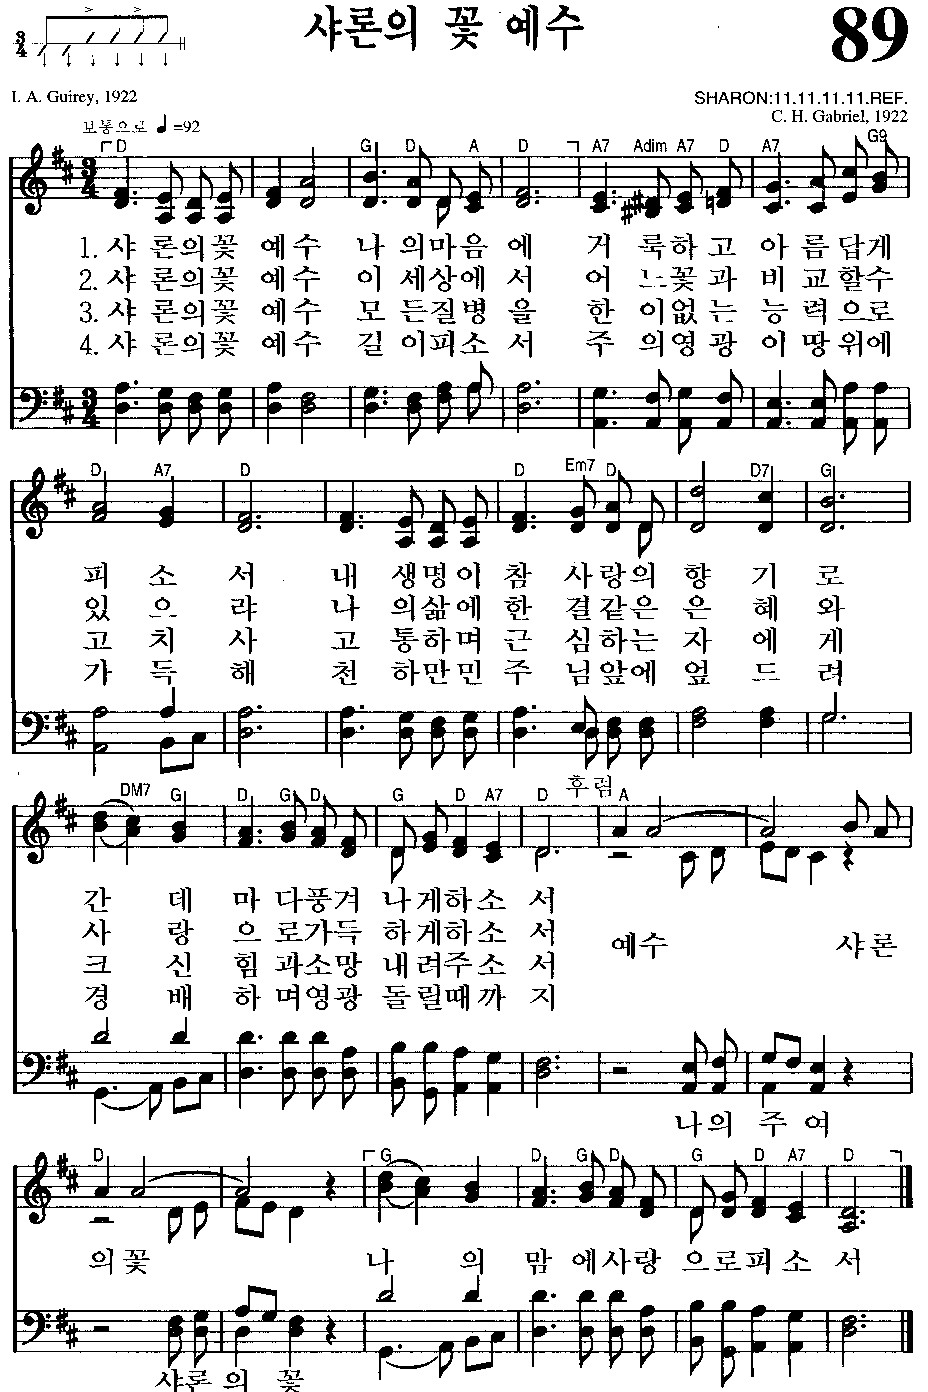 샤론의 꽃 예수
89
3/4
I. A. Guirey, 1922
SHARON:11.11.11.11.REF.
C. H. Gabriel, 1922
보통으로 ♩=92
D G D A D A7 Adim A7 D A7 G9
1. 샤 론의꽃 예수 나 의마음 에 거 룩하고 아 름답게
2. 샤 론의꽃 예수 이 세상에 서 어 느꽃과 비 교할수
3. 샤 론의꽃 예수 모 든질병 을 한 이없는 능 력으로
4. 샤 론의꽃 예수 길 이피소 서 주 의영광 이 땅위에
D A7 D D Em7 D D7 G
피 소 서 내 생명이 참 사랑의 향 기 로
있 으 랴 나 의삶에 한 결같은 은 혜 와
고 치 사 고 통하며 근 심하는 자 에 게
가 득 해 천 하만민 주 님앞에 엎 드 려
후렴
DM7 G D G D G D A7 D A
간 데 마 다풍겨 나게하소 서
사 랑 으 로가득 하게하소 서
크 신 힘 과소망 내려주소 서
경 배 하 며영광 돌릴때까 지
예수 샤론
나의 주 여
D G D G D G D A7 D
의꽃 나 의 맘 에사랑 으로피소 서
샤론 의 꽃